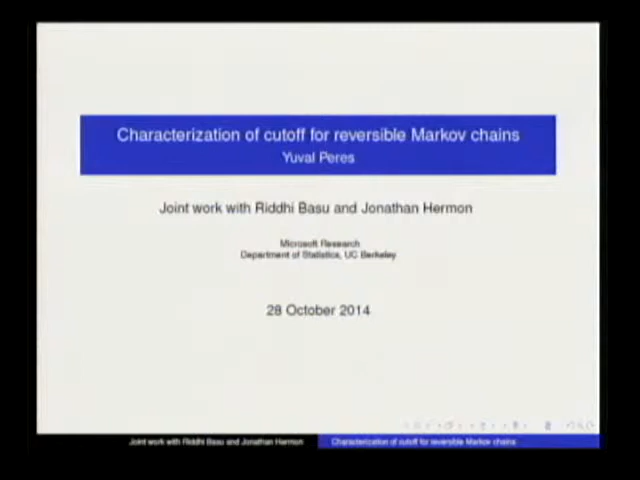 Characterization of cutoff for reversible Markov chains
Yuval Peres
Joint work with Riddhi Basu and Jonathan Hermon
Microsoft Research
Department of Statistics, UC Berkeley
28 October 2014
Joint work with Riddhi Basu and Jonathan Hermon
Characterization of cutoff for reversible Markov chains